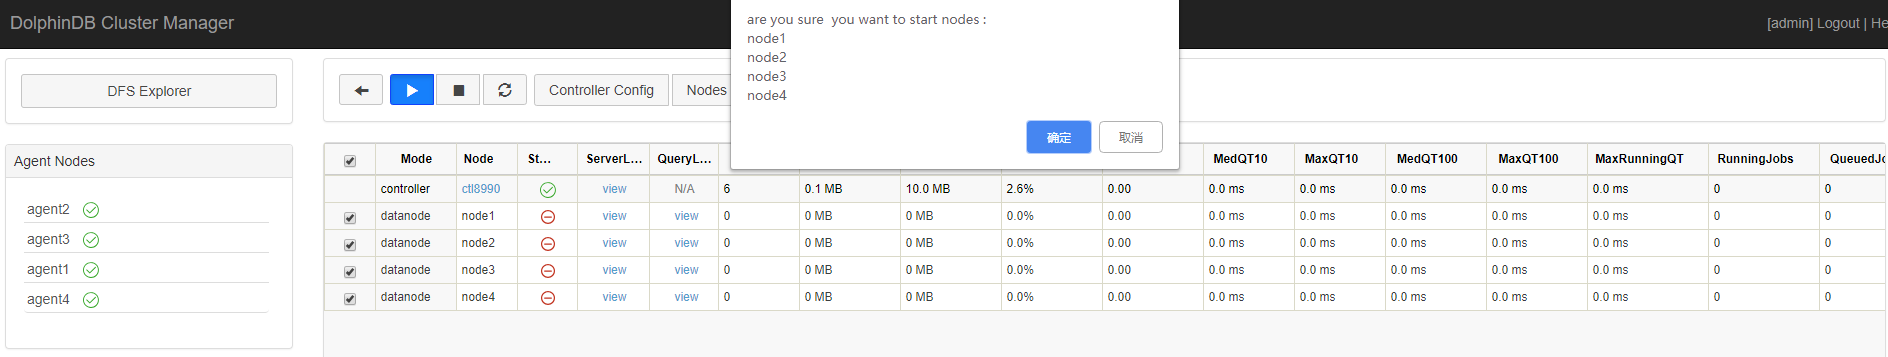 DolphinDB Cluster Manager
[admin] Logout | He
are you sure  you want to start nodes :
node1
node2
node3
node4
确定 取消
DFS Explorer
Controller Config Nodes
Agent Nodes
agent2
agent3
agent1
agent4
Mode Node St... ServerL... QueryL... MedQT10 MaxQT10 MedQT100 MaxQT100 MaxRunningQT RunningJobs QueuedJo
controller ctl8990 view N/A 6 0.1 MB 10.0 MB 2.6% 0.00 0.0 ms 0.0 ms 0.0 ms 0.0 ms 0.0 ms 0 0
datanode node1 view view 0 0 MB 0 MB 0.0% 0.00 0.0 ms 0.0 ms 0.0 ms 0.0 ms 0.0 ms 0 0
datanode node2 view view 0 0 MB 0 MB 0.0% 0.00 0.0 ms 0.0 ms 0.0 ms 0.0 ms 0.0 ms 0 0
datanode node3 view view 0 0 MB 0 MB 0.0% 0.00 0.0 ms 0.0 ms 0.0 ms 0.0 ms 0.0 ms 0 0
datanode node4 view view 0 0 MB 0 MB 0.0% 0.00 0.0 ms 0.0 ms 0.0 ms 0.0 ms 0.0 ms 0 0